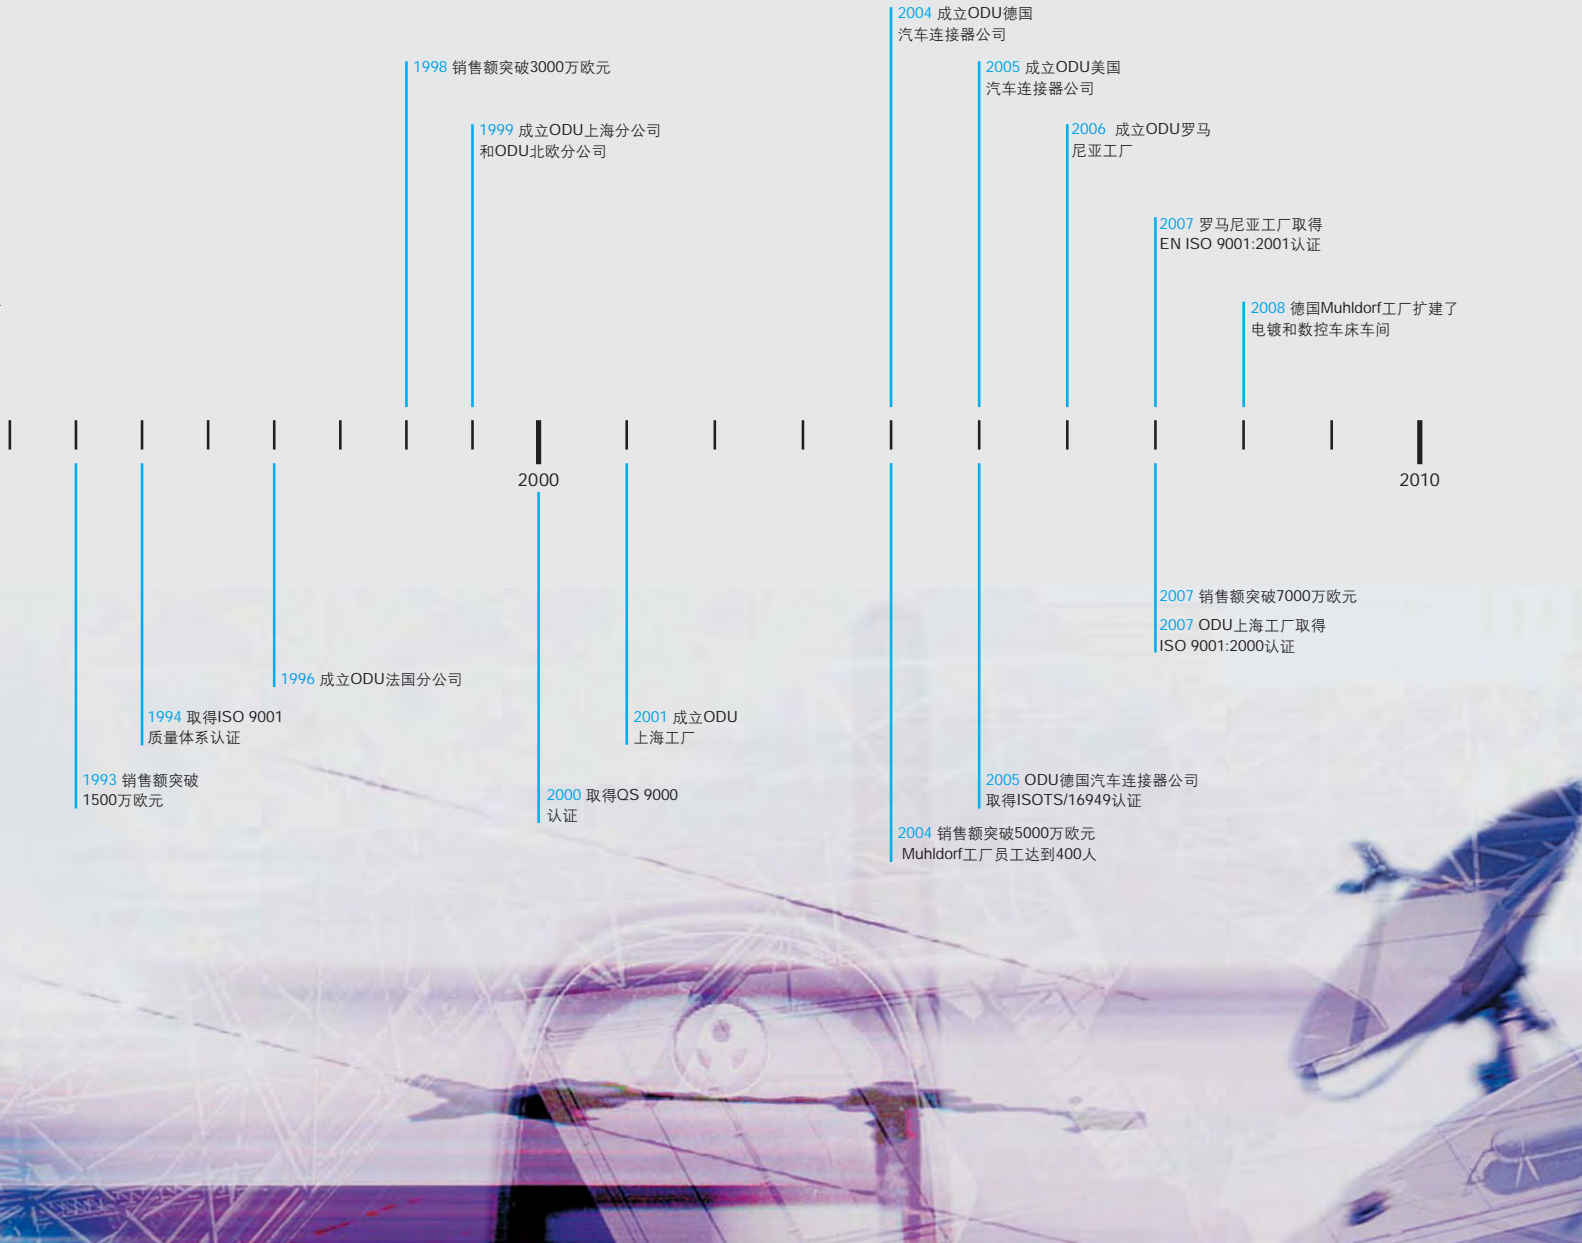 2004 成立ODU德国
汽车连接器公司
1998 销售额突破3000万欧元
2005 成立ODU美国
汽车连接器公司
1999 成立ODU上海分公司
和ODU北欧分公司
2006 成立ODU罗马
尼亚工厂
2007 罗马尼亚工厂取得
EN ISO 9001:2001认证
2008 德国Muhldorf工厂扩建了
电镀和数控车床车间
2000
2010
2007 销售额突破7000万欧元
2007 ODU上海工厂取得
ISO 9001:2000认证
1996 成立ODU法国分公司
1994 取得ISO 9001
质量体系认证
2001 成立ODU
上海工厂
1993 销售额突破
1500万欧元
2000 取得QS 9000
认证
2005 ODU德国汽车连接器公司
取得ISOTS/16949认证
2004 销售额突破5000万欧元
Muhldorf工厂员工达到400人